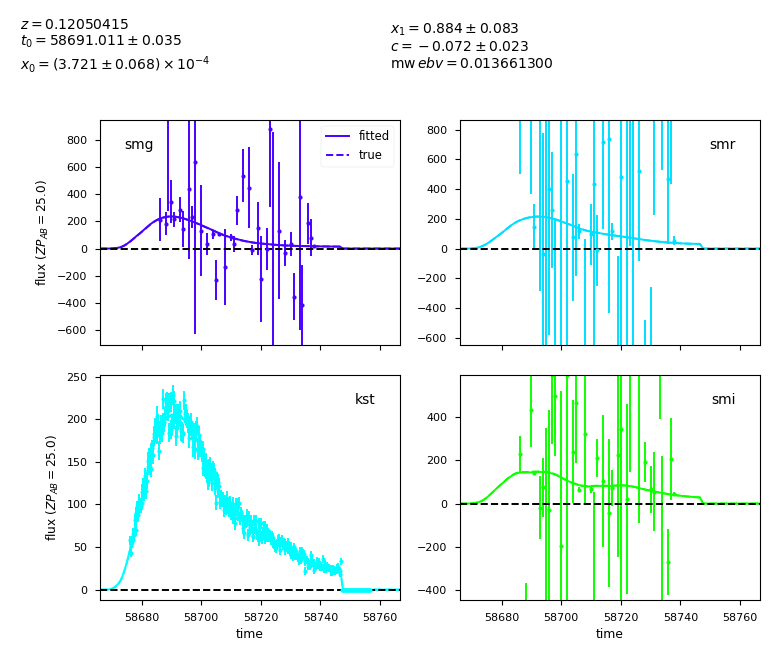 z = 0.12050415
t₀ = 58691.011 ± 0.035
x₀ = (3.721 ± 0.068) × 10⁻⁴
x₁ = 0.884 ± 0.083
c = −0.072 ± 0.023
mw ebv = 0.013661300
smg
fitted
true
800
600
400
200
0
−200
−400
−600
flux (ZP_AB = 25.0)
smr
800
600
400
200
0
−200
−400
−600
kst
250
200
150
100
50
0
flux (ZP_AB = 25.0)
58680 58700 58720 58740 58760
time
smi
400
200
0
−200
−400
58680 58700 58720 58740 58760
time